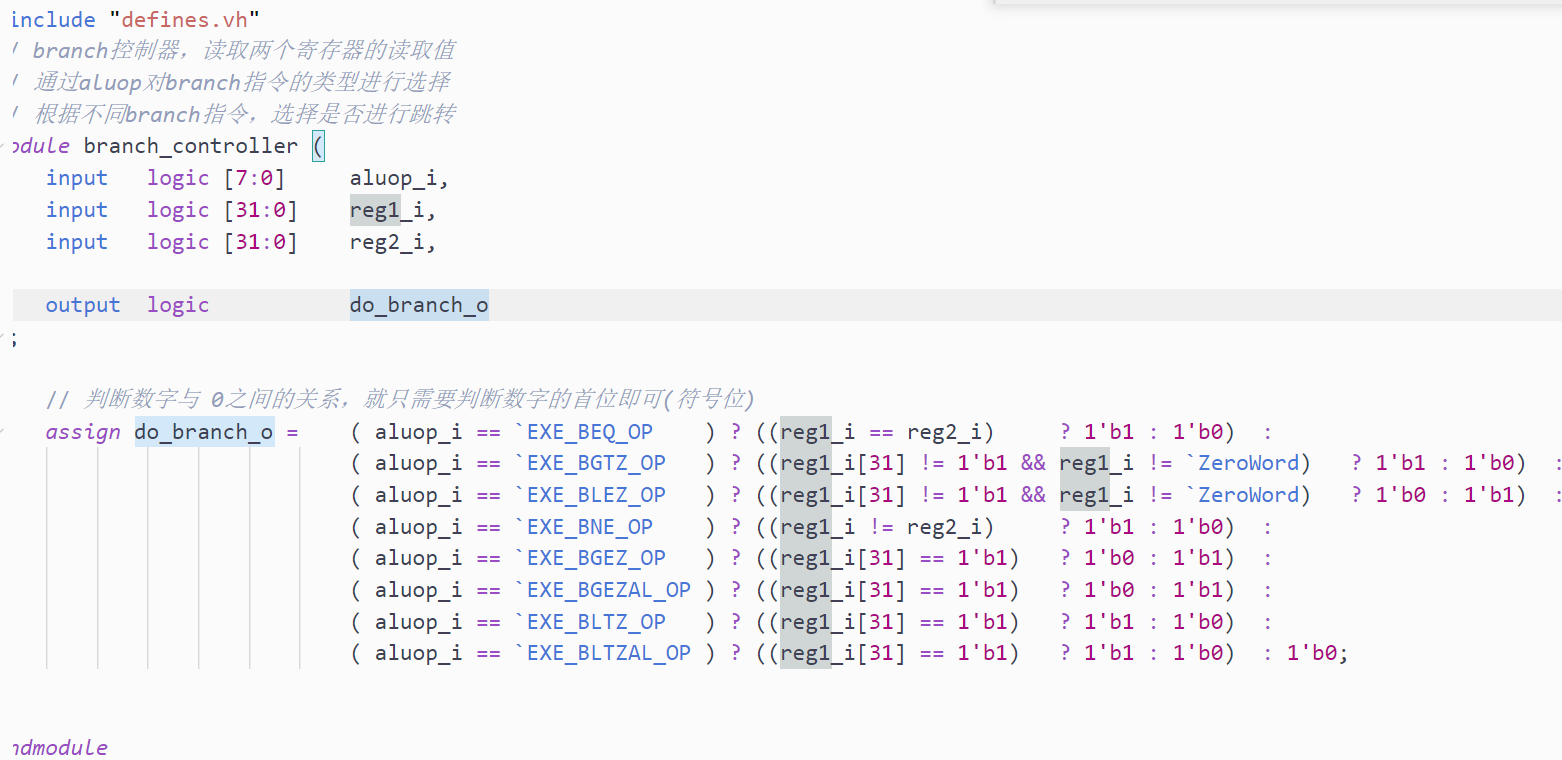 include "defines.vh"
/ branch控制器，读取两个寄存器的读取值
/ 通过aluop对branch指令的类型进行选择
/ 根据不同branch指令，选择是否进行跳转
odule branch_controller (
input logic [7:0] aluop_i,
input logic [31:0] reg1_i,
input logic [31:0] reg2_i,
output logic do_branch_o
;
// 判断数字与 0之间的关系，就只需要判断数字的首位即可(符号位)
assign do_branch_o = ( aluop_i == `EXE_BEQ_OP ) ? ((reg1_i == reg2_i) ? 1'b1 : 1'b0) :
( aluop_i == `EXE_BGTZ_OP ) ? ((reg1_i[31] != 1'b1 && reg1_i != `ZeroWord) ? 1'b1 : 1'b0) :
( aluop_i == `EXE_BLEZ_OP ) ? ((reg1_i[31] != 1'b1 && reg1_i != `ZeroWord) ? 1'b0 : 1'b1) :
( aluop_i == `EXE_BNE_OP ) ? ((reg1_i != reg2_i) ? 1'b1 : 1'b0) :
( aluop_i == `EXE_BGEZ_OP ) ? ((reg1_i[31] == 1'b1) ? 1'b0 : 1'b1) :
( aluop_i == `EXE_BGEZAL_OP ) ? ((reg1_i[31] == 1'b1) ? 1'b0 : 1'b1) :
( aluop_i == `EXE_BLTZ_OP ) ? ((reg1_i[31] == 1'b1) ? 1'b1 : 1'b0) :
( aluop_i == `EXE_BLTZAL_OP ) ? ((reg1_i[31] == 1'b1) ? 1'b1 : 1'b0) : 1'b0;
ndmodule